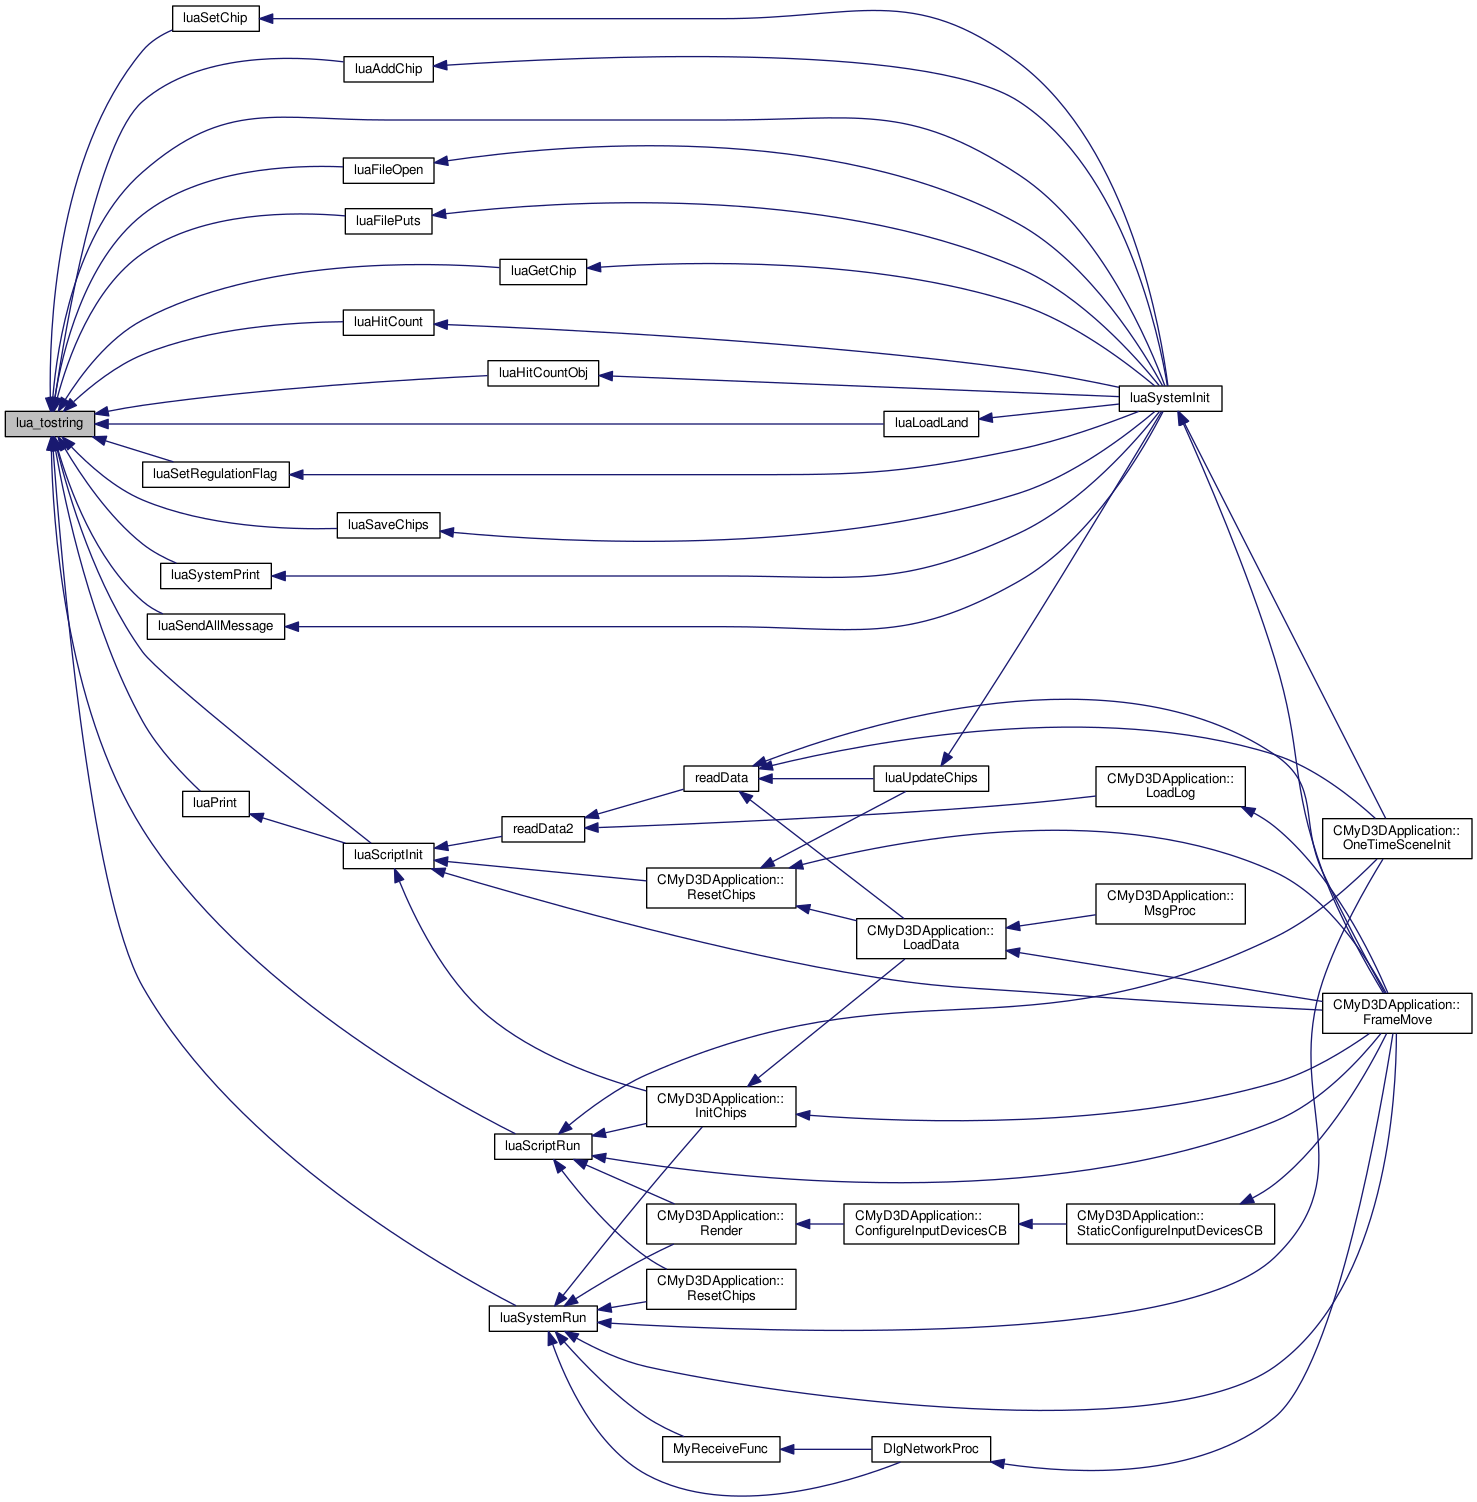 luaSetChip
luaAddChip
luaFileOpen
luaFilePuts
luaGetChip
luaHitCount
luaHitCountObj
luaSystemInit
lua_tostring
luaLoadLand
luaSetRegulationFlag
luaSaveChips
luaSystemPrint
luaSendAllMessage
readData
luaUpdateChips
CMyD3DApplication::
LoadLog
luaPrint
readData2
CMyD3DApplication::
OneTimeSceneInit
luaScriptInit
CMyD3DApplication::
ResetChips
CMyD3DApplication::
MsgProc
CMyD3DApplication::
LoadData
CMyD3DApplication::
FrameMove
CMyD3DApplication::
InitChips
luaScriptRun
CMyD3DApplication::
Render
CMyD3DApplication::
ConfigureInputDevicesCB
CMyD3DApplication::
StaticConfigureInputDevicesCB
CMyD3DApplication::
ResetChips
luaSystemRun
MyReceiveFunc
DlgNetworkProc